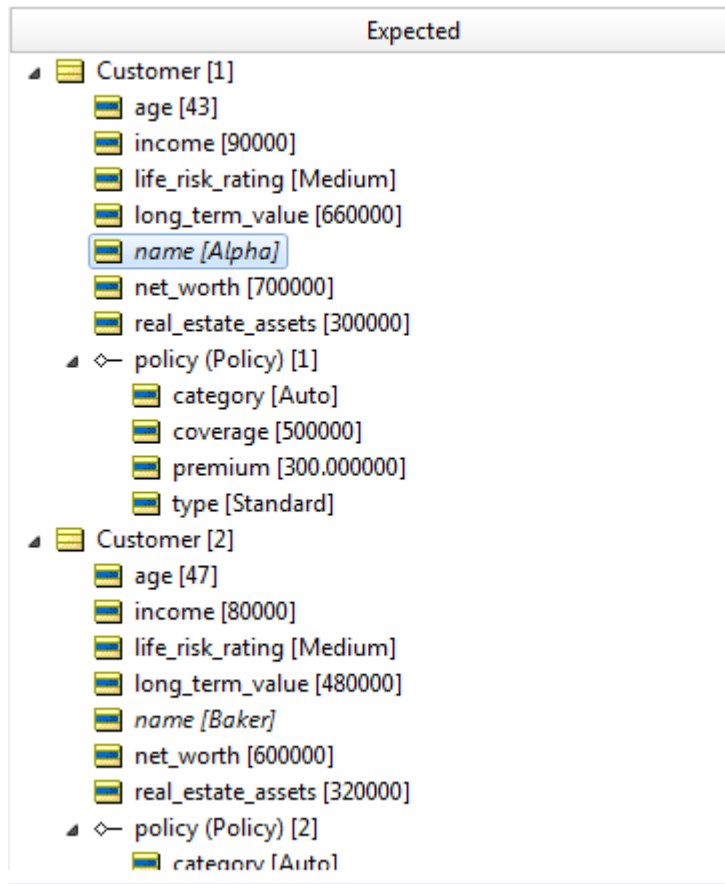 Expected
Customer [1]
age [43]
income [90000]
life_risk_rating [Medium]
long_term_value [660000]
name [Alpha]
net_worth [700000]
real_estate_assets [300000]
policy (Policy) [1]
category [Auto]
coverage [500000]
premium [300.000000]
type [Standard]
Customer [2]
age [47]
income [80000]
life_risk_rating [Medium]
long_term_value [480000]
name [Baker]
net_worth [600000]
real_estate_assets [320000]
policy (Policy) [2]
category [Auto]